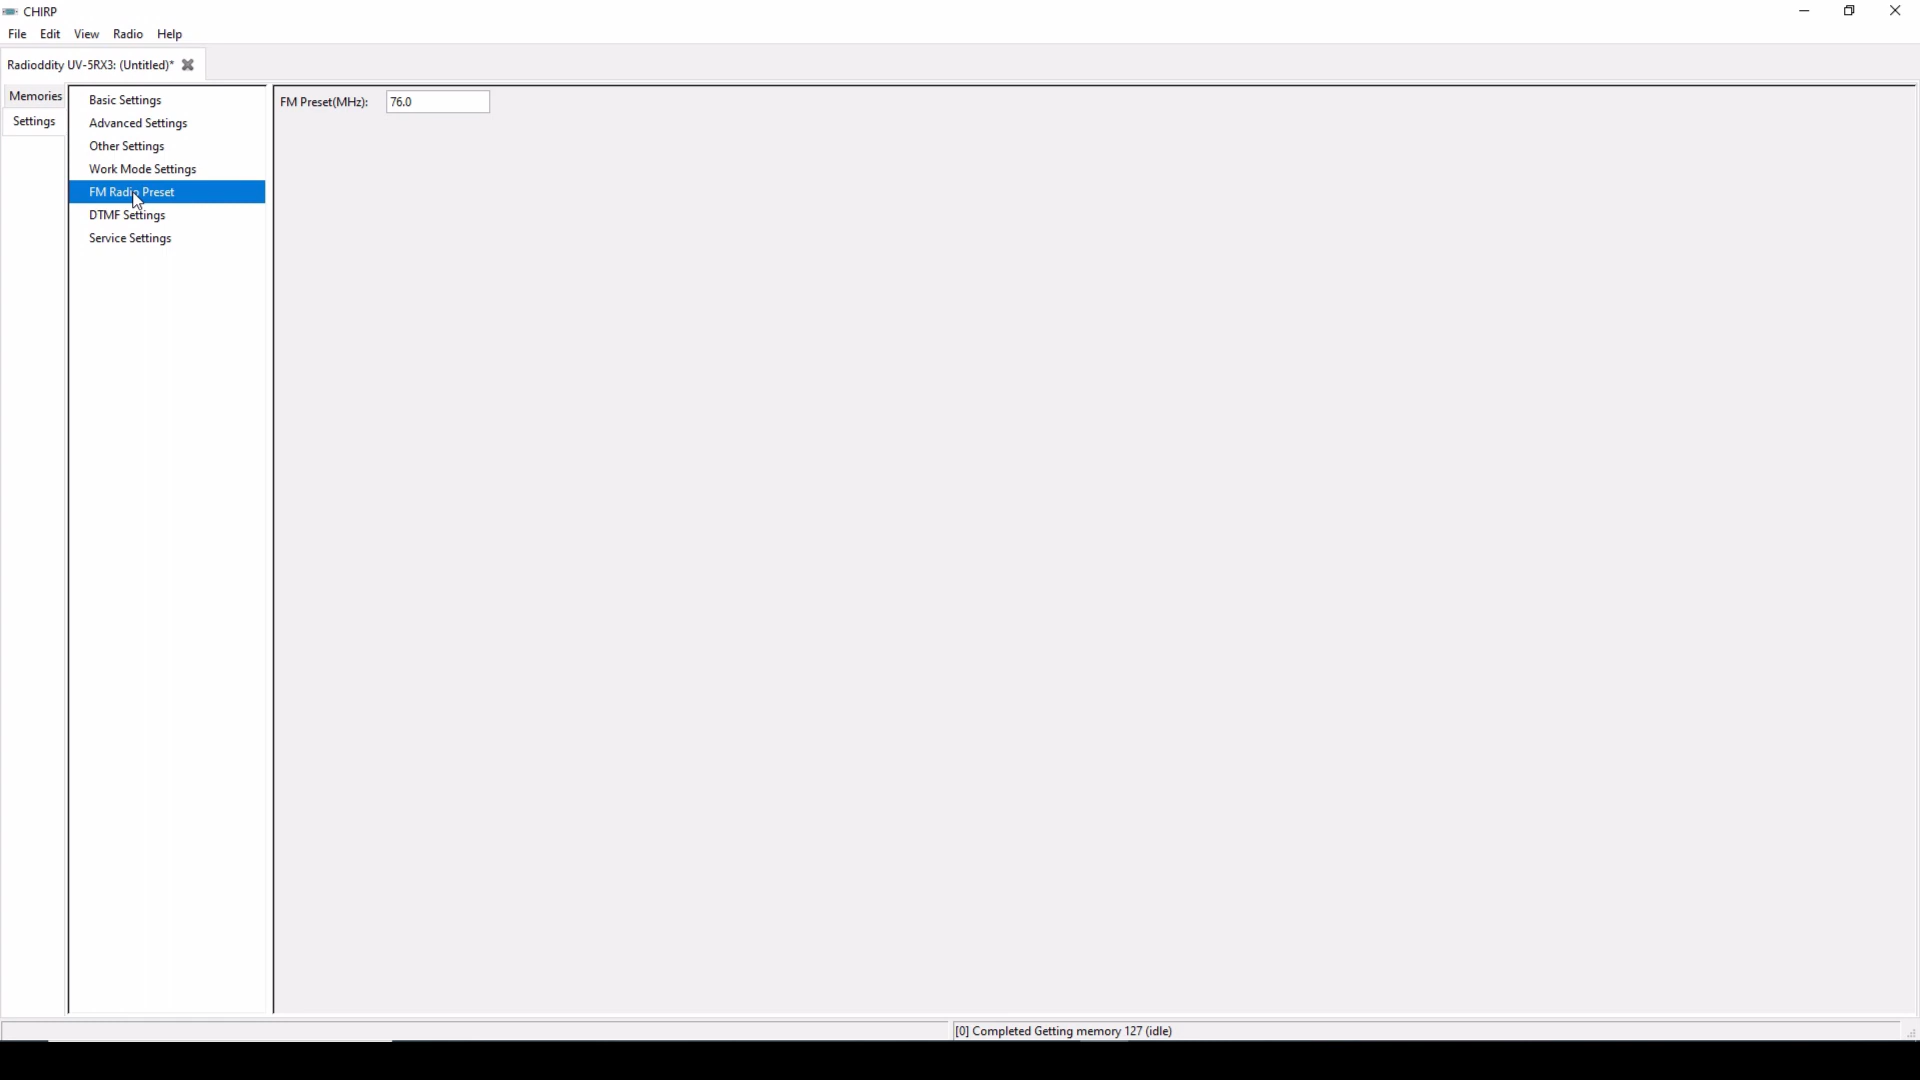 CHIRP
File Edit View Radio Help
Radioddity UV-5RX3: (Untitled)*
Memories
Settings
Basic Settings
Advanced Settings
Other Settings
Work Mode Settings
FM Radio Preset
DTMF Settings
Service Settings
FM Preset(MHz): 76.0
[0] Completed Getting memory 127 (idle)